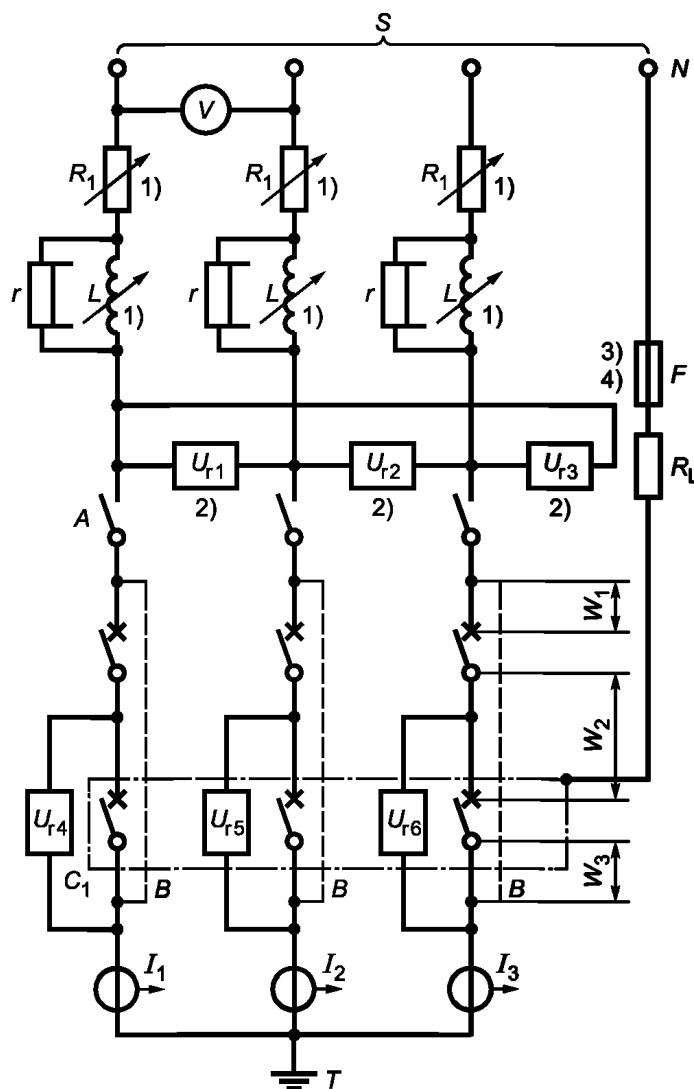 S
N
V
R1 1) R1 1) R1 1)
r L 1) r L 1) r L 1)
3)
4) F
Ur1 Ur2 Ur3 RL
2) 2) 2)
A
W1
W2
Ur4 Ur5 Ur6
W3
C1 B B B
I1 I2 I3
T